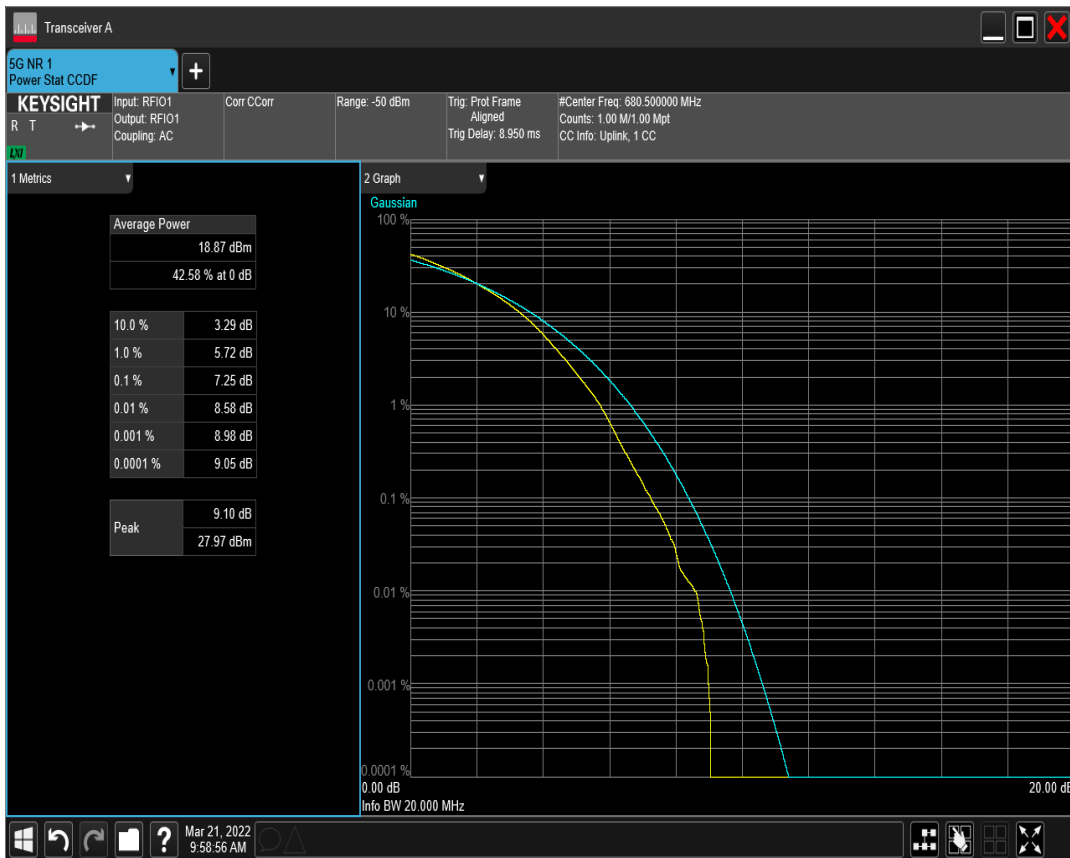 Transceiver A
5G NR 1
Power Stat CCDF
+
KEYSIGHT
R T
LXI
Input: RFIO1
Output: RFIO1
Coupling: AC
Corr CCorr
Range: -50 dBm
Trig: Prot Frame
Aligned
Trig Delay: 8.950 ms
#Center Freq: 680.500000 MHz
Counts: 1.00 M/1.00 Mpt
CC Info: Uplink, 1 CC
1 Metrics
Average Power
18.87 dBm
42.58 % at 0 dB
10.0 % 3.29 dB
1.0 % 5.72 dB
0.1 % 7.25 dB
0.01 % 8.58 dB
0.001 % 8.98 dB
0.0001 % 9.05 dB
Peak
9.10 dB
27.97 dBm
2 Graph
Gaussian
100 %
10 %
1 %
0.1 %
0.01 %
0.001 %
0.0001 %
0.00 dB 20.00 dB
Info BW 20.000 MHz
?
Mar 21, 2022
9:58:56 AM